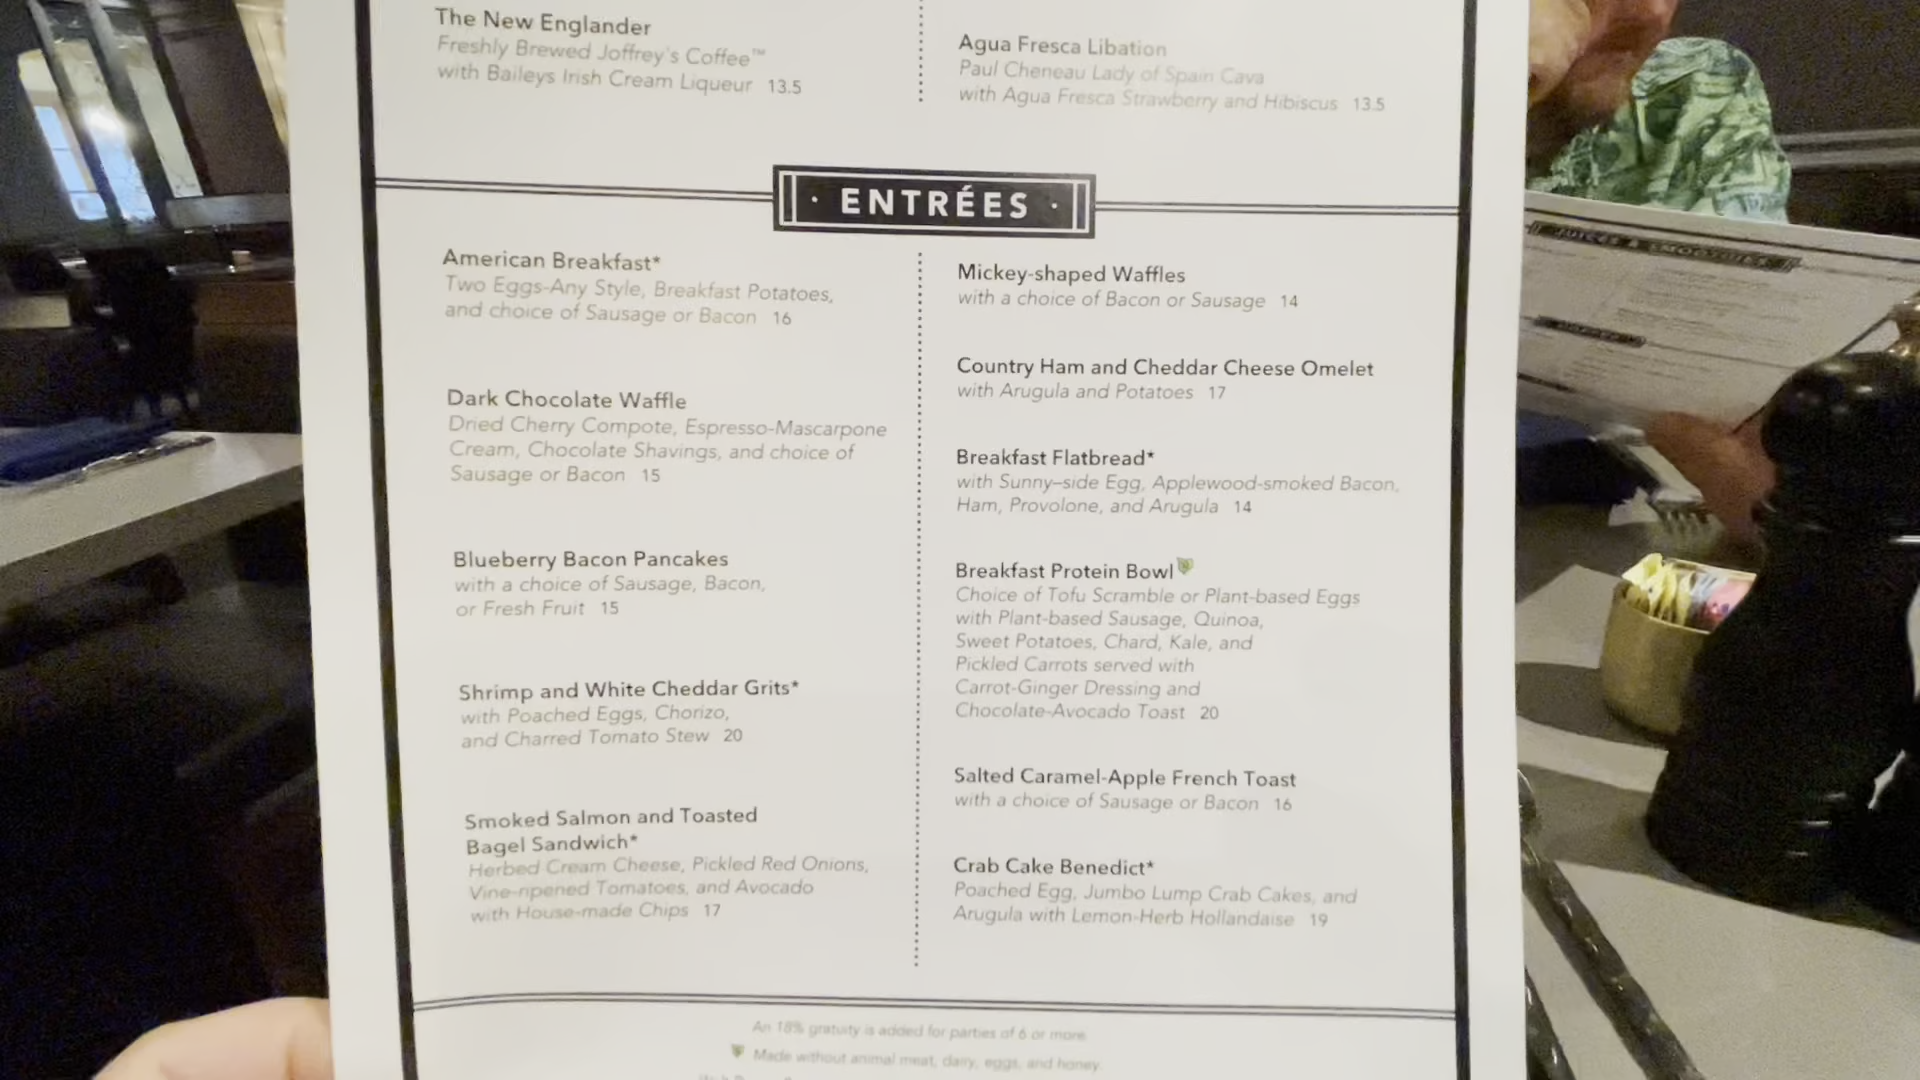 The New Englander
Freshly Brewed Joffrey's Coffee™
with Baileys Irish Cream Liqueur 13.5
Agua Fresca Libation
Paul Cheneau Lady of Spain Cava
with Agua Fresca Strawberry and Hibiscus 13.5
· ENTRÉES ·
American Breakfast*
Two Eggs-Any Style, Breakfast Potatoes,
and choice of Sausage or Bacon 16
Dark Chocolate Waffle
Dried Cherry Compote, Espresso-Mascarpone
Cream, Chocolate Shavings, and choice of
Sausage or Bacon 15
Blueberry Bacon Pancakes
with a choice of Sausage, Bacon,
or Fresh Fruit 15
Shrimp and White Cheddar Grits*
with Poached Eggs, Chorizo,
and Charred Tomato Stew 20
Smoked Salmon and Toasted
Bagel Sandwich*
Herbed Cream Cheese, Pickled Red Onions,
Vine-ripened Tomatoes, and Avocado
with House-made Chips 17
Mickey-shaped Waffles
with a choice of Bacon or Sausage 14
Country Ham and Cheddar Cheese Omelet
with Arugula and Potatoes 17
Breakfast Flatbread*
with Sunny–side Egg, Applewood-smoked Bacon,
Ham, Provolone, and Arugula 14
Breakfast Protein Bowl
Choice of Tofu Scramble or Plant-based Eggs
with Plant-based Sausage, Quinoa,
Sweet Potatoes, Chard, Kale, and
Pickled Carrots served with
Carrot-Ginger Dressing and
Chocolate-Avocado Toast 20
Salted Caramel-Apple French Toast
with a choice of Sausage or Bacon 16
Crab Cake Benedict*
Poached Egg, Jumbo Lump Crab Cakes, and
Arugula with Lemon-Herb Hollandaise 19
An 18% gratuity is added for parties of 6 or more
Made without animal meat, dairy, eggs, and honey.
JUICES & SMOOTHIES